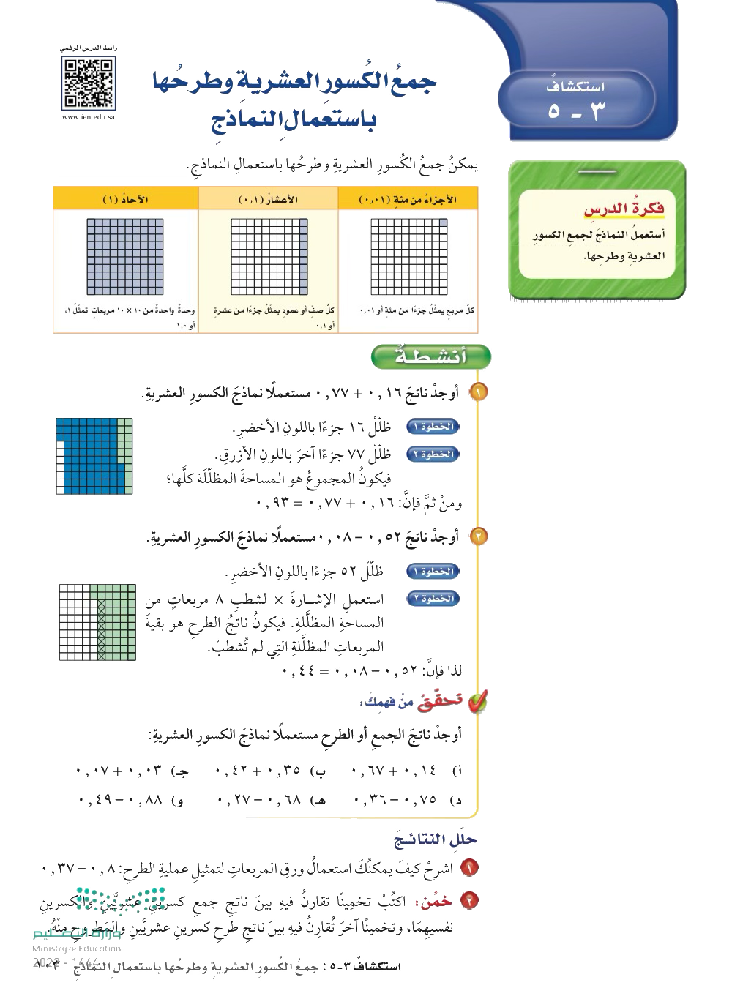 رابط الدرس الرقمي
www.ien.edu.sa
استكشافٌ
٣ - ٥
جمعُ الكُسورِ العشريةِ وطرحُها
باستعمالِ النماذجِ
يمكنُ جمعُ الكُسورِ العشريةِ وطرحُها باستعمالِ النماذجِ.
فكرةُ الدرسِ
أستعملُ النماذجَ لجمعِ الكسورِ
العشريةِ وطرحِها.
الأجزاءُ من مئةٍ (٠,٠١) الأعشارُ (٠,١) الآحادُ (١)
كلُّ مربعٍ يمثلُ جزءًا من مئةٍ أو ٠,٠١
كلُّ صفٍّ أو عمودٍ يمثلُ جزءًا من عشرةٍ
أو ٠,١
وحدةٌ واحدةٌ من ١٠ × ١٠ مربعاتٍ تمثلُ ١،
أو ١,٠
أنشطةٌ
١ أوجدْ ناتجَ ٠,١٦ + ٠,٧٧ مستعملًا نماذجَ الكسورِ العشريةِ.
الخطوة ١ ظلّلْ ١٦ جزءًا باللونِ الأخضرِ.
الخطوة ٢ ظلّلْ ٧٧ جزءًا آخرَ باللونِ الأزرقِ.
فيكونُ المجموعُ هو المساحةَ المظلّلَة كلَّها؛
ومنْ ثمَّ فإنَّ: ٠,١٦ + ٠,٧٧ = ٠,٩٣
٢ أوجدْ ناتجَ ٠,٥٢ – ٠,٠٨ مستعملًا نماذجَ الكسورِ العشريةِ.
الخطوة ١ ظلّلْ ٥٢ جزءًا باللونِ الأخضرِ.
الخطوة ٢ استعملِ الإشـارةَ × لشطبِ ٨ مربعاتٍ من
المساحةِ المظلَّلةِ. فيكونُ ناتجُ الطرحِ هو بقيةَ
المربعاتِ المظلَّلةِ التِي لم تُشطبْ.
لذا فإنَّ: ٠,٥٢ – ٠,٠٨ = ٠,٤٤
تحقَّقْ منْ فهمِكَ:
أوجدْ ناتجَ الجمعِ أو الطرحِ مستعملًا نماذجَ الكسورِ العشريةِ:
أ) ٠,١٤ + ٠,٦٧ ب) ٠,٣٥ + ٠,٤٢ جـ) ٠,٠٣ + ٠,٠٧
د) ٠,٧٥ – ٠,٣٦ هـ) ٠,٦٨ – ٠,٢٧ و) ٠,٨٨ – ٠,٤٩
حلّلِ النتائـجَ
١ اشرحْ كيفَ يمكنُكَ استعمالُ ورقِ المربعاتِ لتمثيلِ عمليةِ الطرحِ: ٠,٨ – ٠,٣٧
٢ خمِّن: اكتُبْ تخمِينًا تقارنُ فيهِ بينَ ناتجِ جمعِ كسرينِ عشريَّينِ والكسرينِ
نفسيهِمَا، وتخمينًا آخرَ تُقارِنُ فيهِ بينَ ناتجِ طرحِ كسرينِ عشريَّينِ والمَطروحِ مِنْهُ.
وزارة التعليم
Ministry of Education
2022 - 1444
استكشافٌ ٣-٥ : جمعُ الكُسورِ العشريةِ وطرحُها باستعمالِ النماذجِ ١٠٣